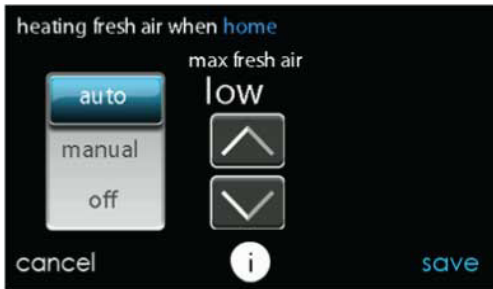 heating fresh air when home
max fresh air
low
auto
manual
off
cancel
i
save